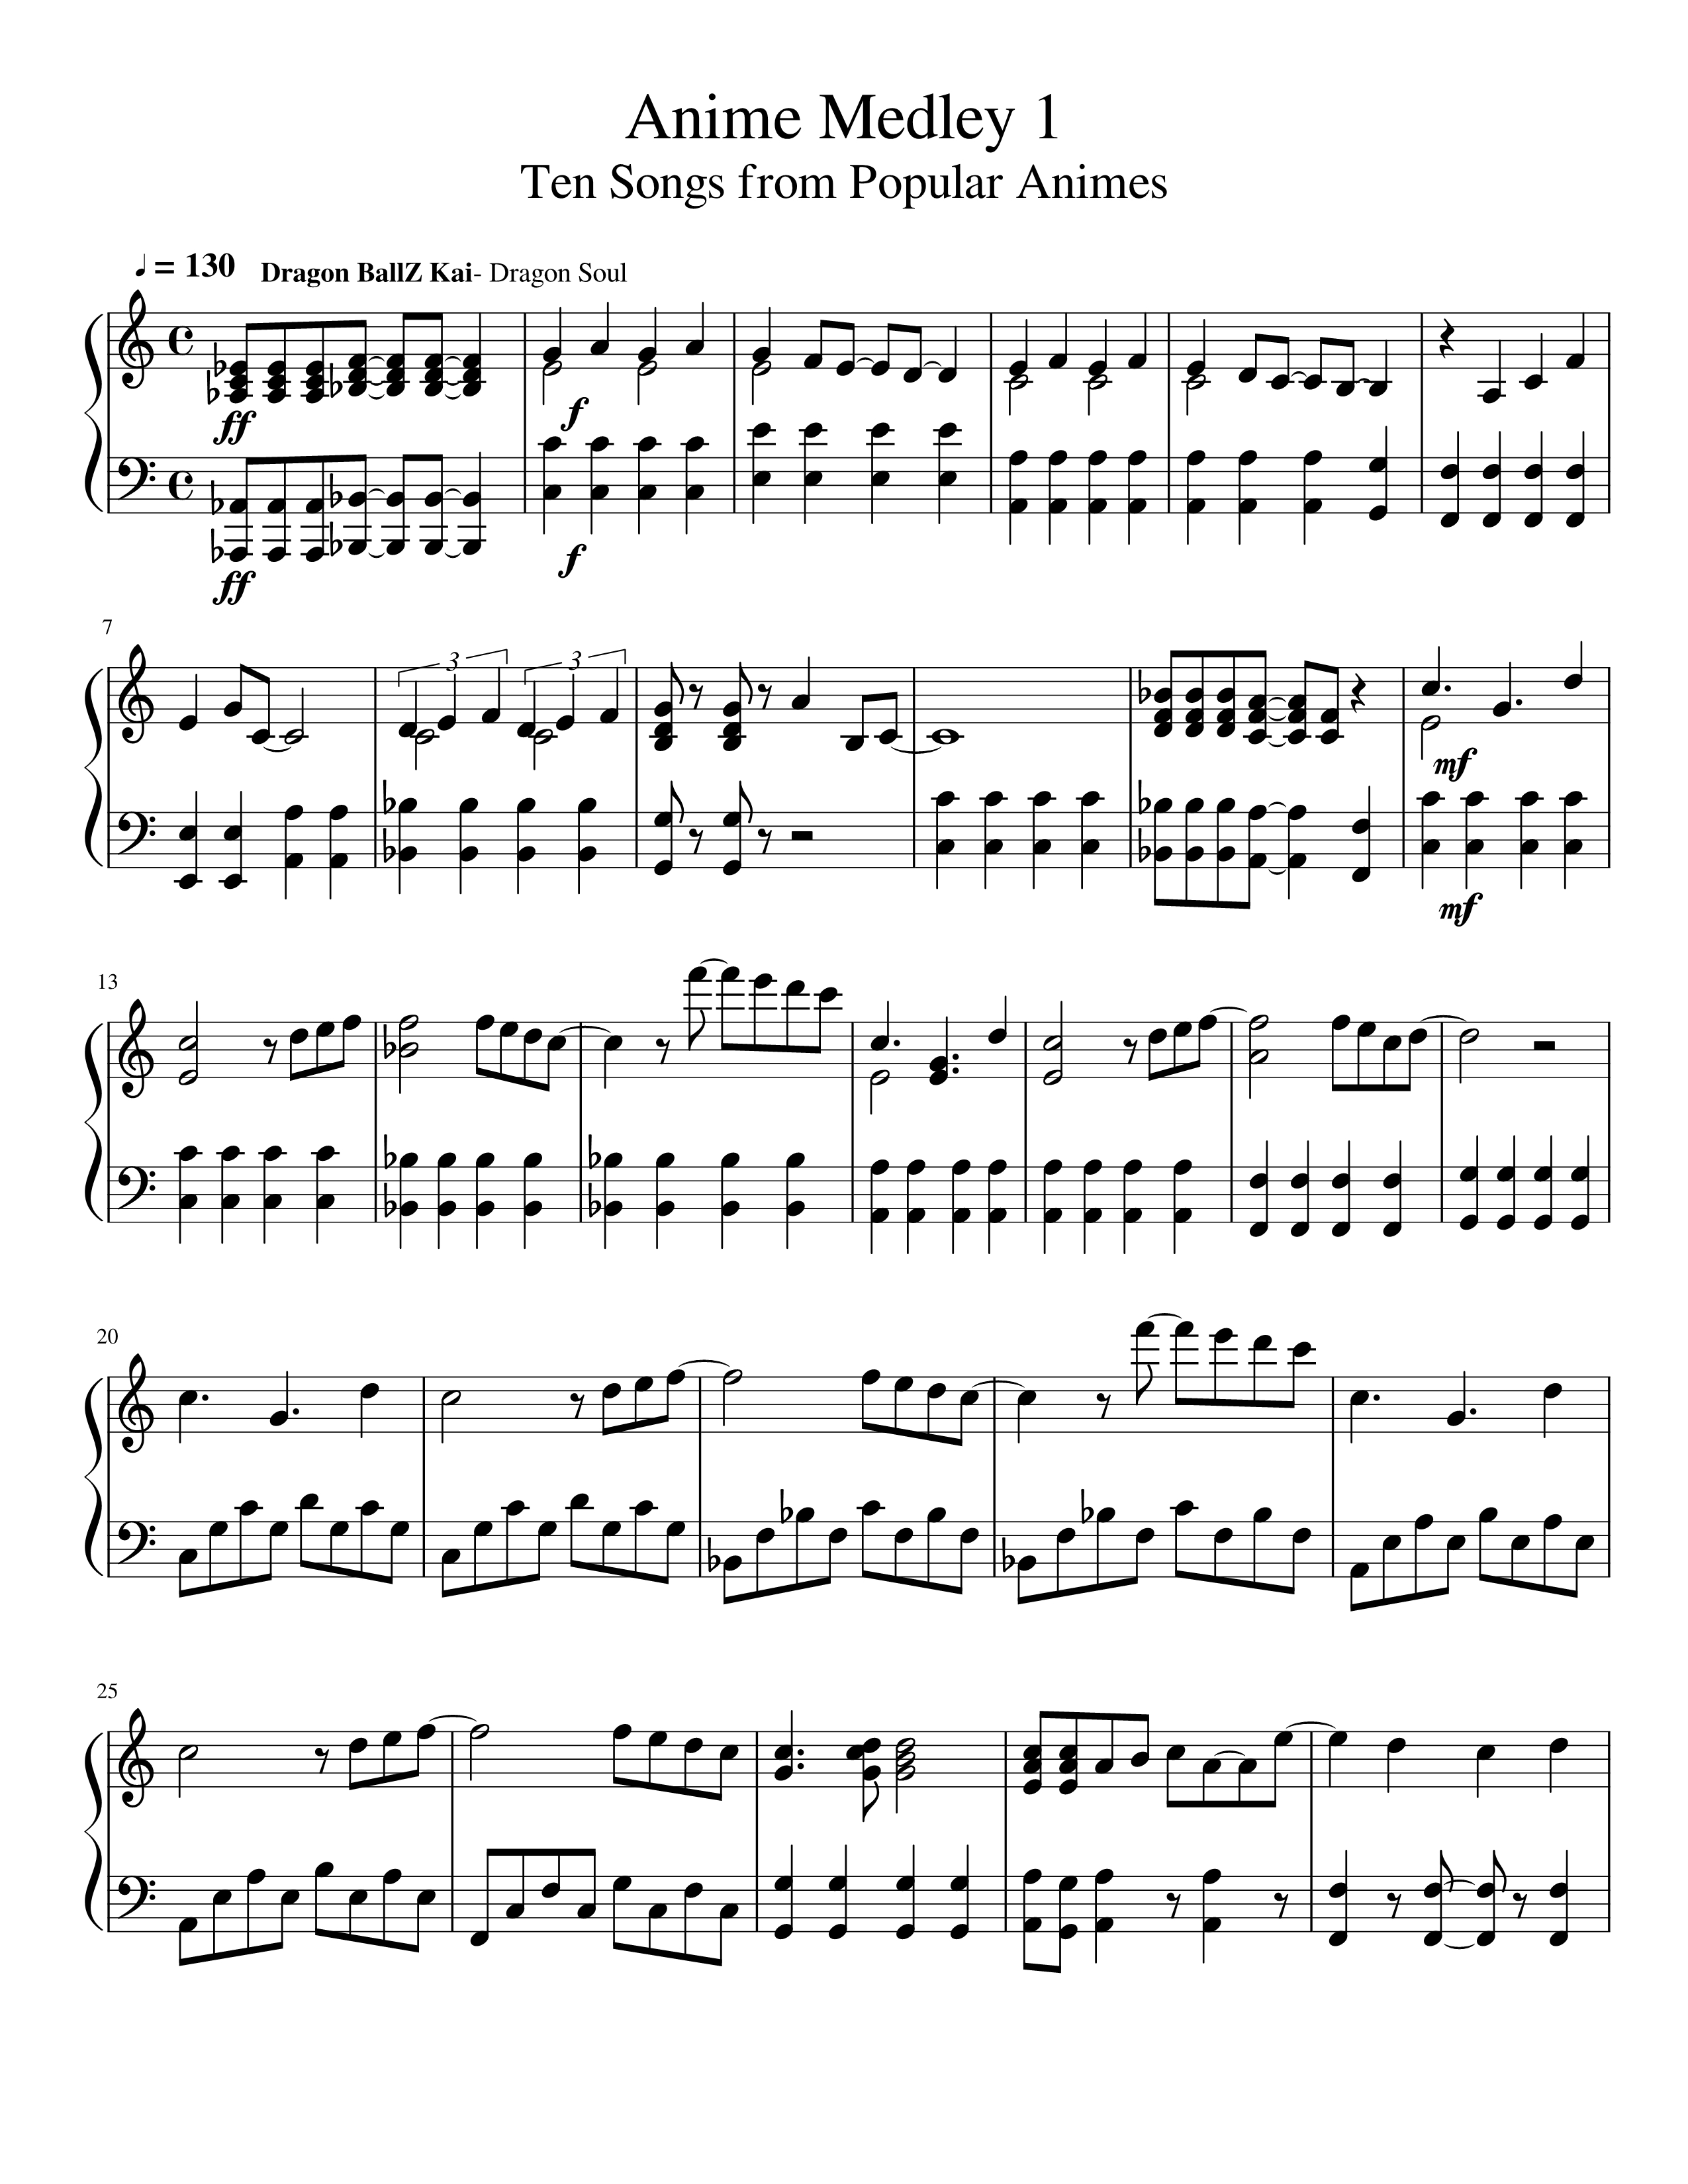 Anime Medley 1
Ten Songs from Popular Animes
♩ = 130 Dragon BallZ Kai- Dragon Soul
ff
f
ff
f
7
3 3
mf
mf
13
20
25